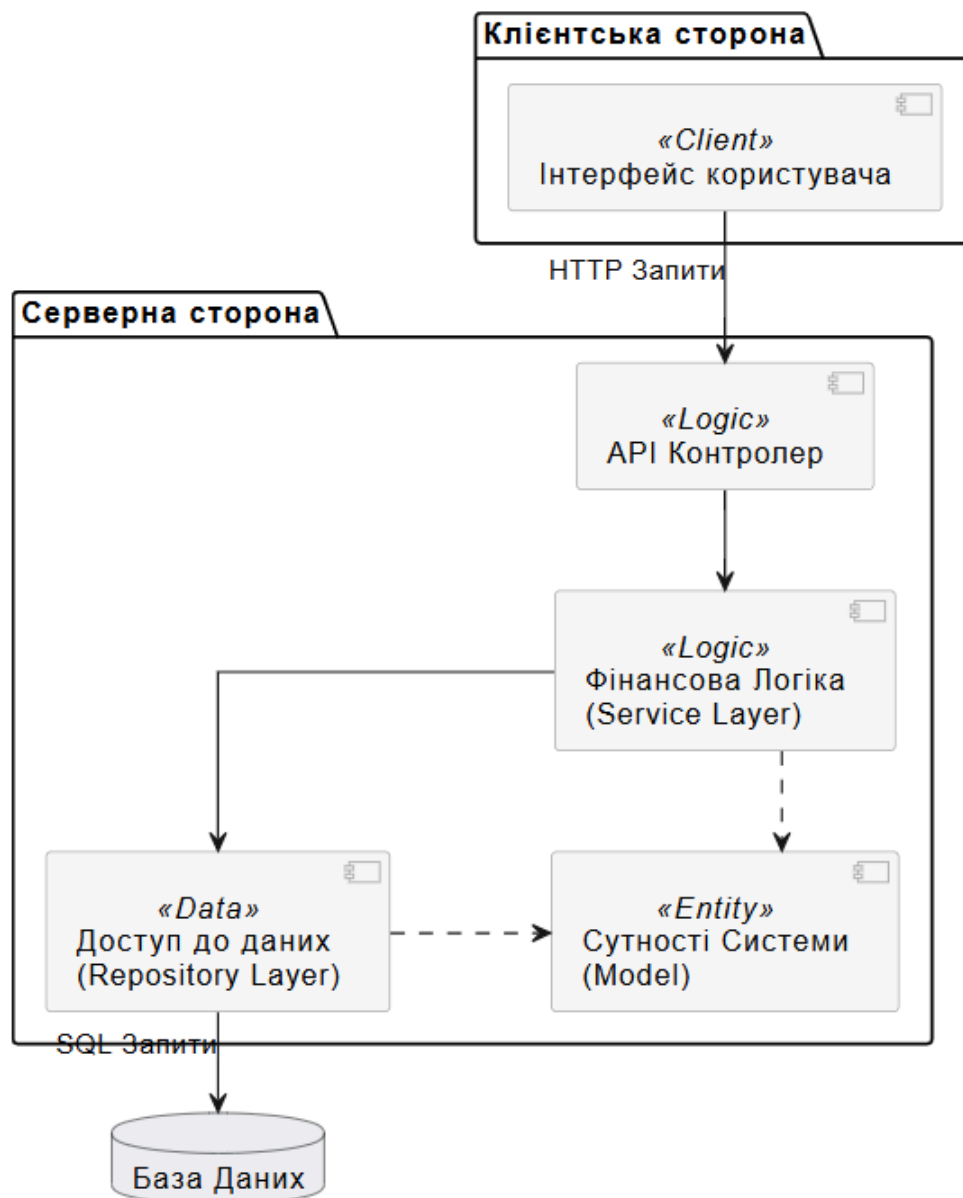 Клієнтська сторона
«Client»
Інтерфейс користувача
HTTP Запити
Серверна сторона
«Logic»
API Контролер
«Logic»
Фінансова Логіка
(Service Layer)
«Data»
Доступ до даних
(Repository Layer)
«Entity»
Сутності Системи
(Model)
SQL Запити
База Даних